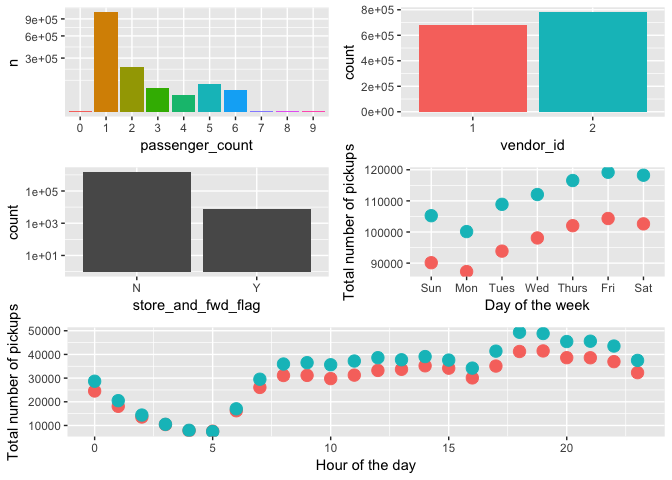 9e+05
6e+05
3e+05
n
0 1 2 3 4 5 6 7 8 9
passenger_count
8e+05
6e+05
4e+05
2e+05
0e+00
count
1 2
vendor_id
1e+05
1e+03
1e+01
count
N Y
store_and_fwd_flag
120000
110000
100000
90000
Total number of pickups
Sun Mon Tues Wed Thurs Fri Sat
Day of the week
50000
40000
30000
20000
10000
Total number of pickups
0 5 10 15 20
Hour of the day